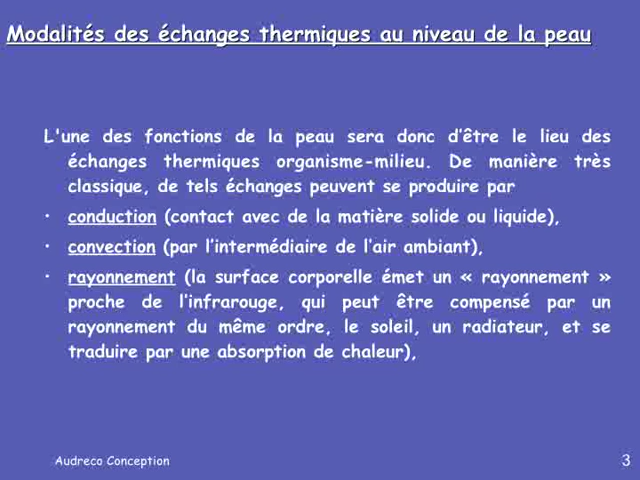 Modalités des échanges thermiques au niveau de la peau
L'une des fonctions de la peau sera donc d'être le lieu des
échanges thermiques organisme-milieu. De manière très
classique, de tels échanges peuvent se produire par
• conduction (contact avec de la matière solide ou liquide),
• convection (par l'intermédiaire de l'air ambiant),
• rayonnement (la surface corporelle émet un « rayonnement »
proche de l'infrarouge, qui peut être compensé par un
rayonnement du même ordre, le soleil, un radiateur, et se
traduire par une absorption de chaleur),
Audreco Conception
3